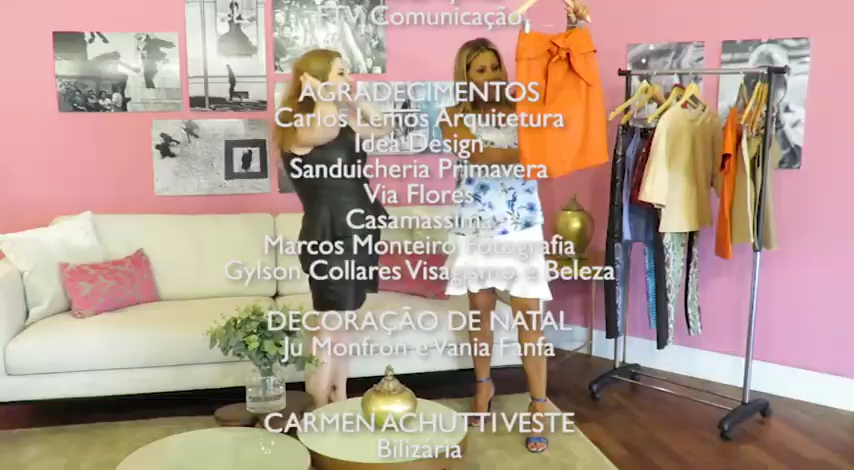 TV Comunicação
AGRADECIMENTOS
Carlos Lemos Arquitetura
Idea Design
Sanduicheria Primavera
Via Flores
Casamassima
Marcos Monteiro Fotografia
Gylson Collares Visagismo e Beleza
DECORAÇÃO DE NATAL
Ju Monfron e Vania Fanfa
CARMEN ACHUTTI VESTE
Bilizária